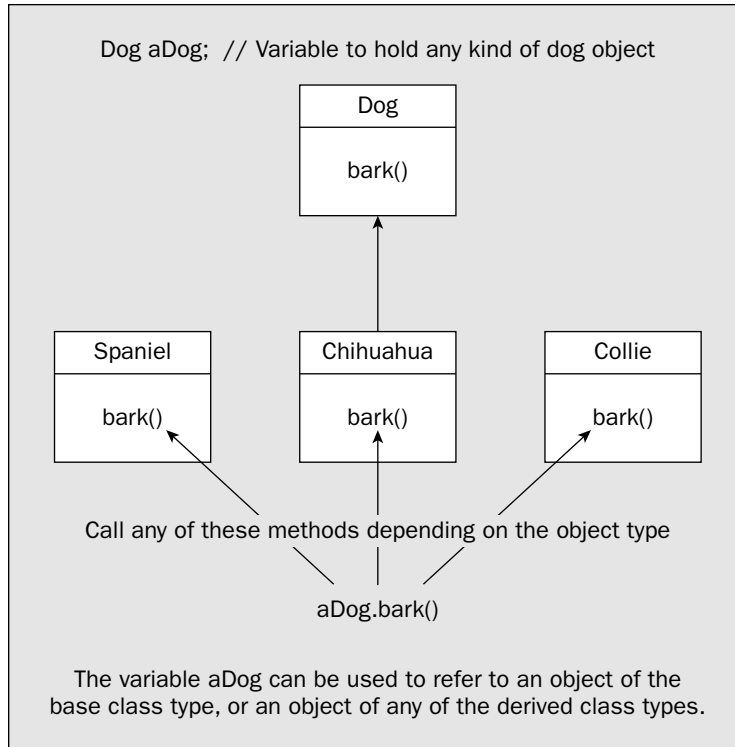 Dog aDog;  // Variable to hold any kind of dog object
Dog
bark()
Spaniel
bark()
Chihuahua
bark()
Collie
bark()
Call any of these methods depending on the object type
aDog.bark()
The variable aDog can be used to refer to an object of the
base class type, or an object of any of the derived class types.